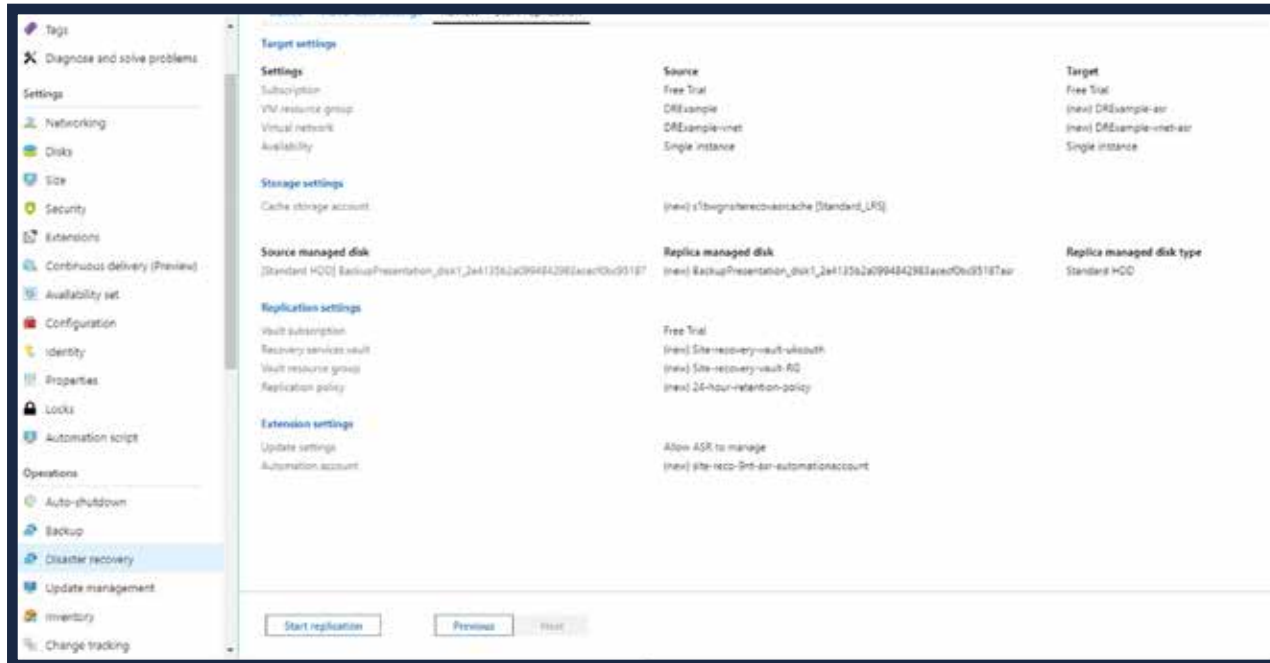 Tags
Diagnose and solve problems
Settings
Networking
Disks
Size
Security
Extensions
Continuous delivery (Preview)
Availability set
Configuration
Identity
Properties
Locks
Automation script
Operations
Auto-shutdown
Backup
Disaster recovery
Update management
Inventory
Change tracking
Target settings
Settings Source Target
Subscription Free Trial Free Trial
VM resource group DRExample (new) DRExample-asr
Virtual network DRExample-vnet (new) DRExample-vnet-asr
Availability Single instance Single instance
Storage settings
Cache storage account (new) [Standard_LRS]
Source managed disk Replica managed disk Replica managed disk type
[Standard HDD] (new) Standard HDD
Replication settings
Vault subscription Free Trial
Recovery services vault (new) Site-recovery-vault-uksouth
Vault resource group (new) Site-recovery-vault-RG
Replication policy (new) 24-hour-retention-policy
Extension settings
Update settings Allow ASR to manage
Automation account (new)
Start replication Previous Next